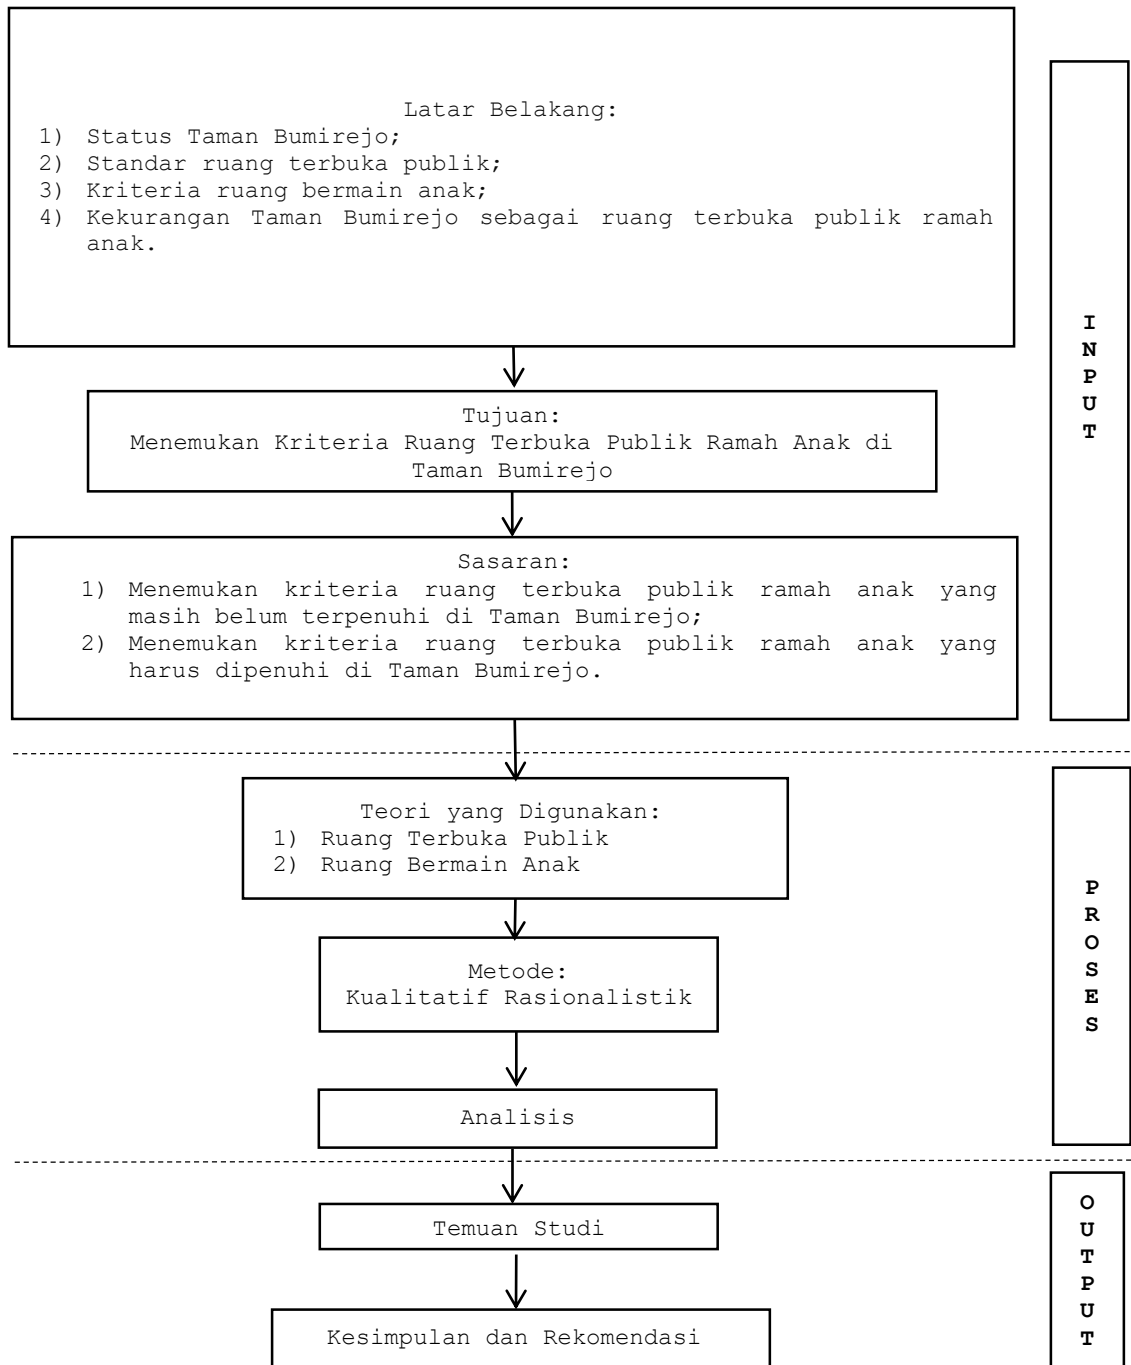 Latar Belakang:
1) Status Taman Bumirejo;
2) Standar ruang terbuka publik;
3) Kriteria ruang bermain anak;
4) Kekurangan Taman Bumirejo sebagai ruang terbuka publik ramah
anak.
Tujuan:
Menemukan Kriteria Ruang Terbuka Publik Ramah Anak di
Taman Bumirejo
Sasaran:
1) Menemukan kriteria ruang terbuka publik ramah anak yang
masih belum terpenuhi di Taman Bumirejo;
2) Menemukan kriteria ruang terbuka publik ramah anak yang
harus dipenuhi di Taman Bumirejo.
I
N
P
U
T
Teori yang Digunakan:
1) Ruang Terbuka Publik
2) Ruang Bermain Anak
Metode:
Kualitatif Rasionalistik
Analisis
P
R
O
S
E
S
Temuan Studi
Kesimpulan dan Rekomendasi
O
U
T
P
U
T